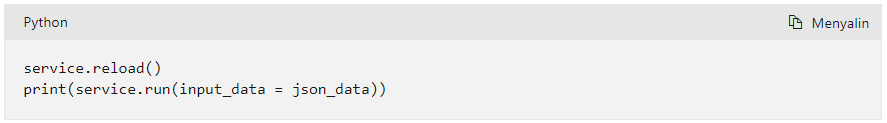 Python
Menyalin
service.reload()
print(service.run(input_data = json_data))